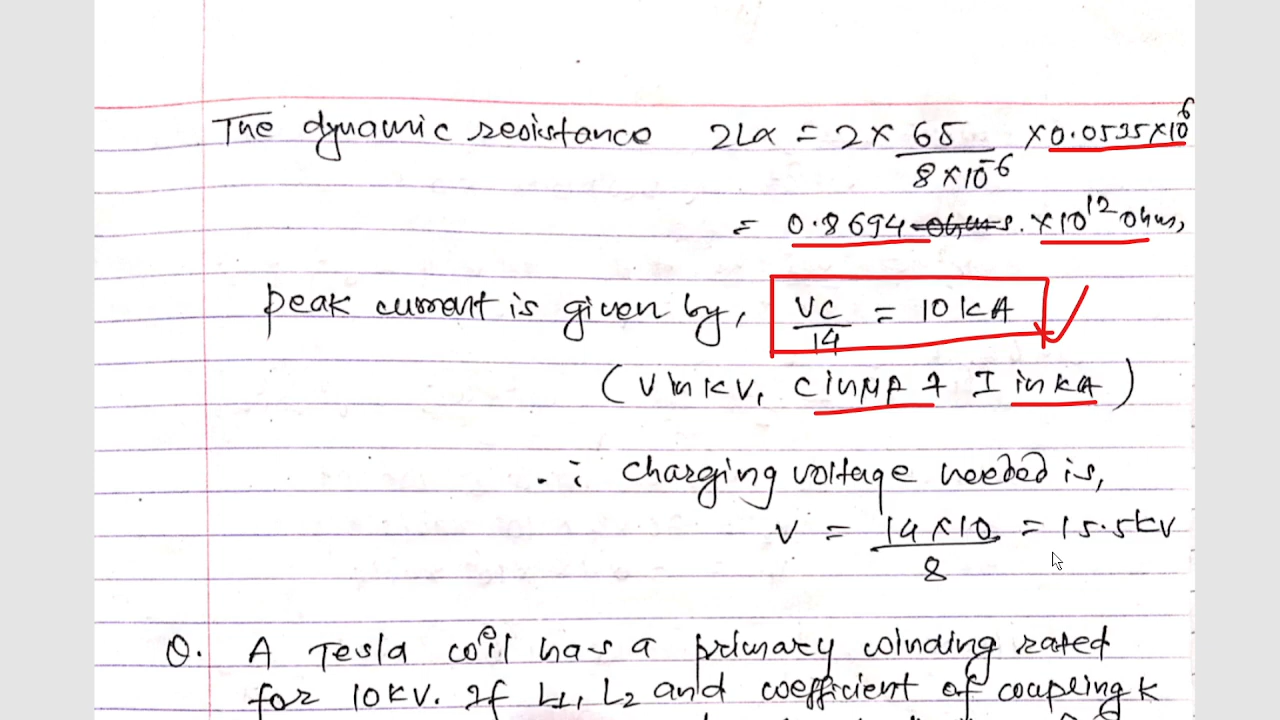 The dynamic resistance 2Lα = 2 × 65 / 8×10^-6 × 0.0535×10^6
= 0.8694 ohms. ×10^12 ohms,
peak current is given by, VC / 14 = 10 kA
(V in kV, C in μF & I in kA)
∴ charging voltage needed is,
V = 14×10 / 8 = 15.5 kV
Q. A Tesla coil has a primary winding rated
for 10 kV. If L1, L2 and coefficient of coupling k